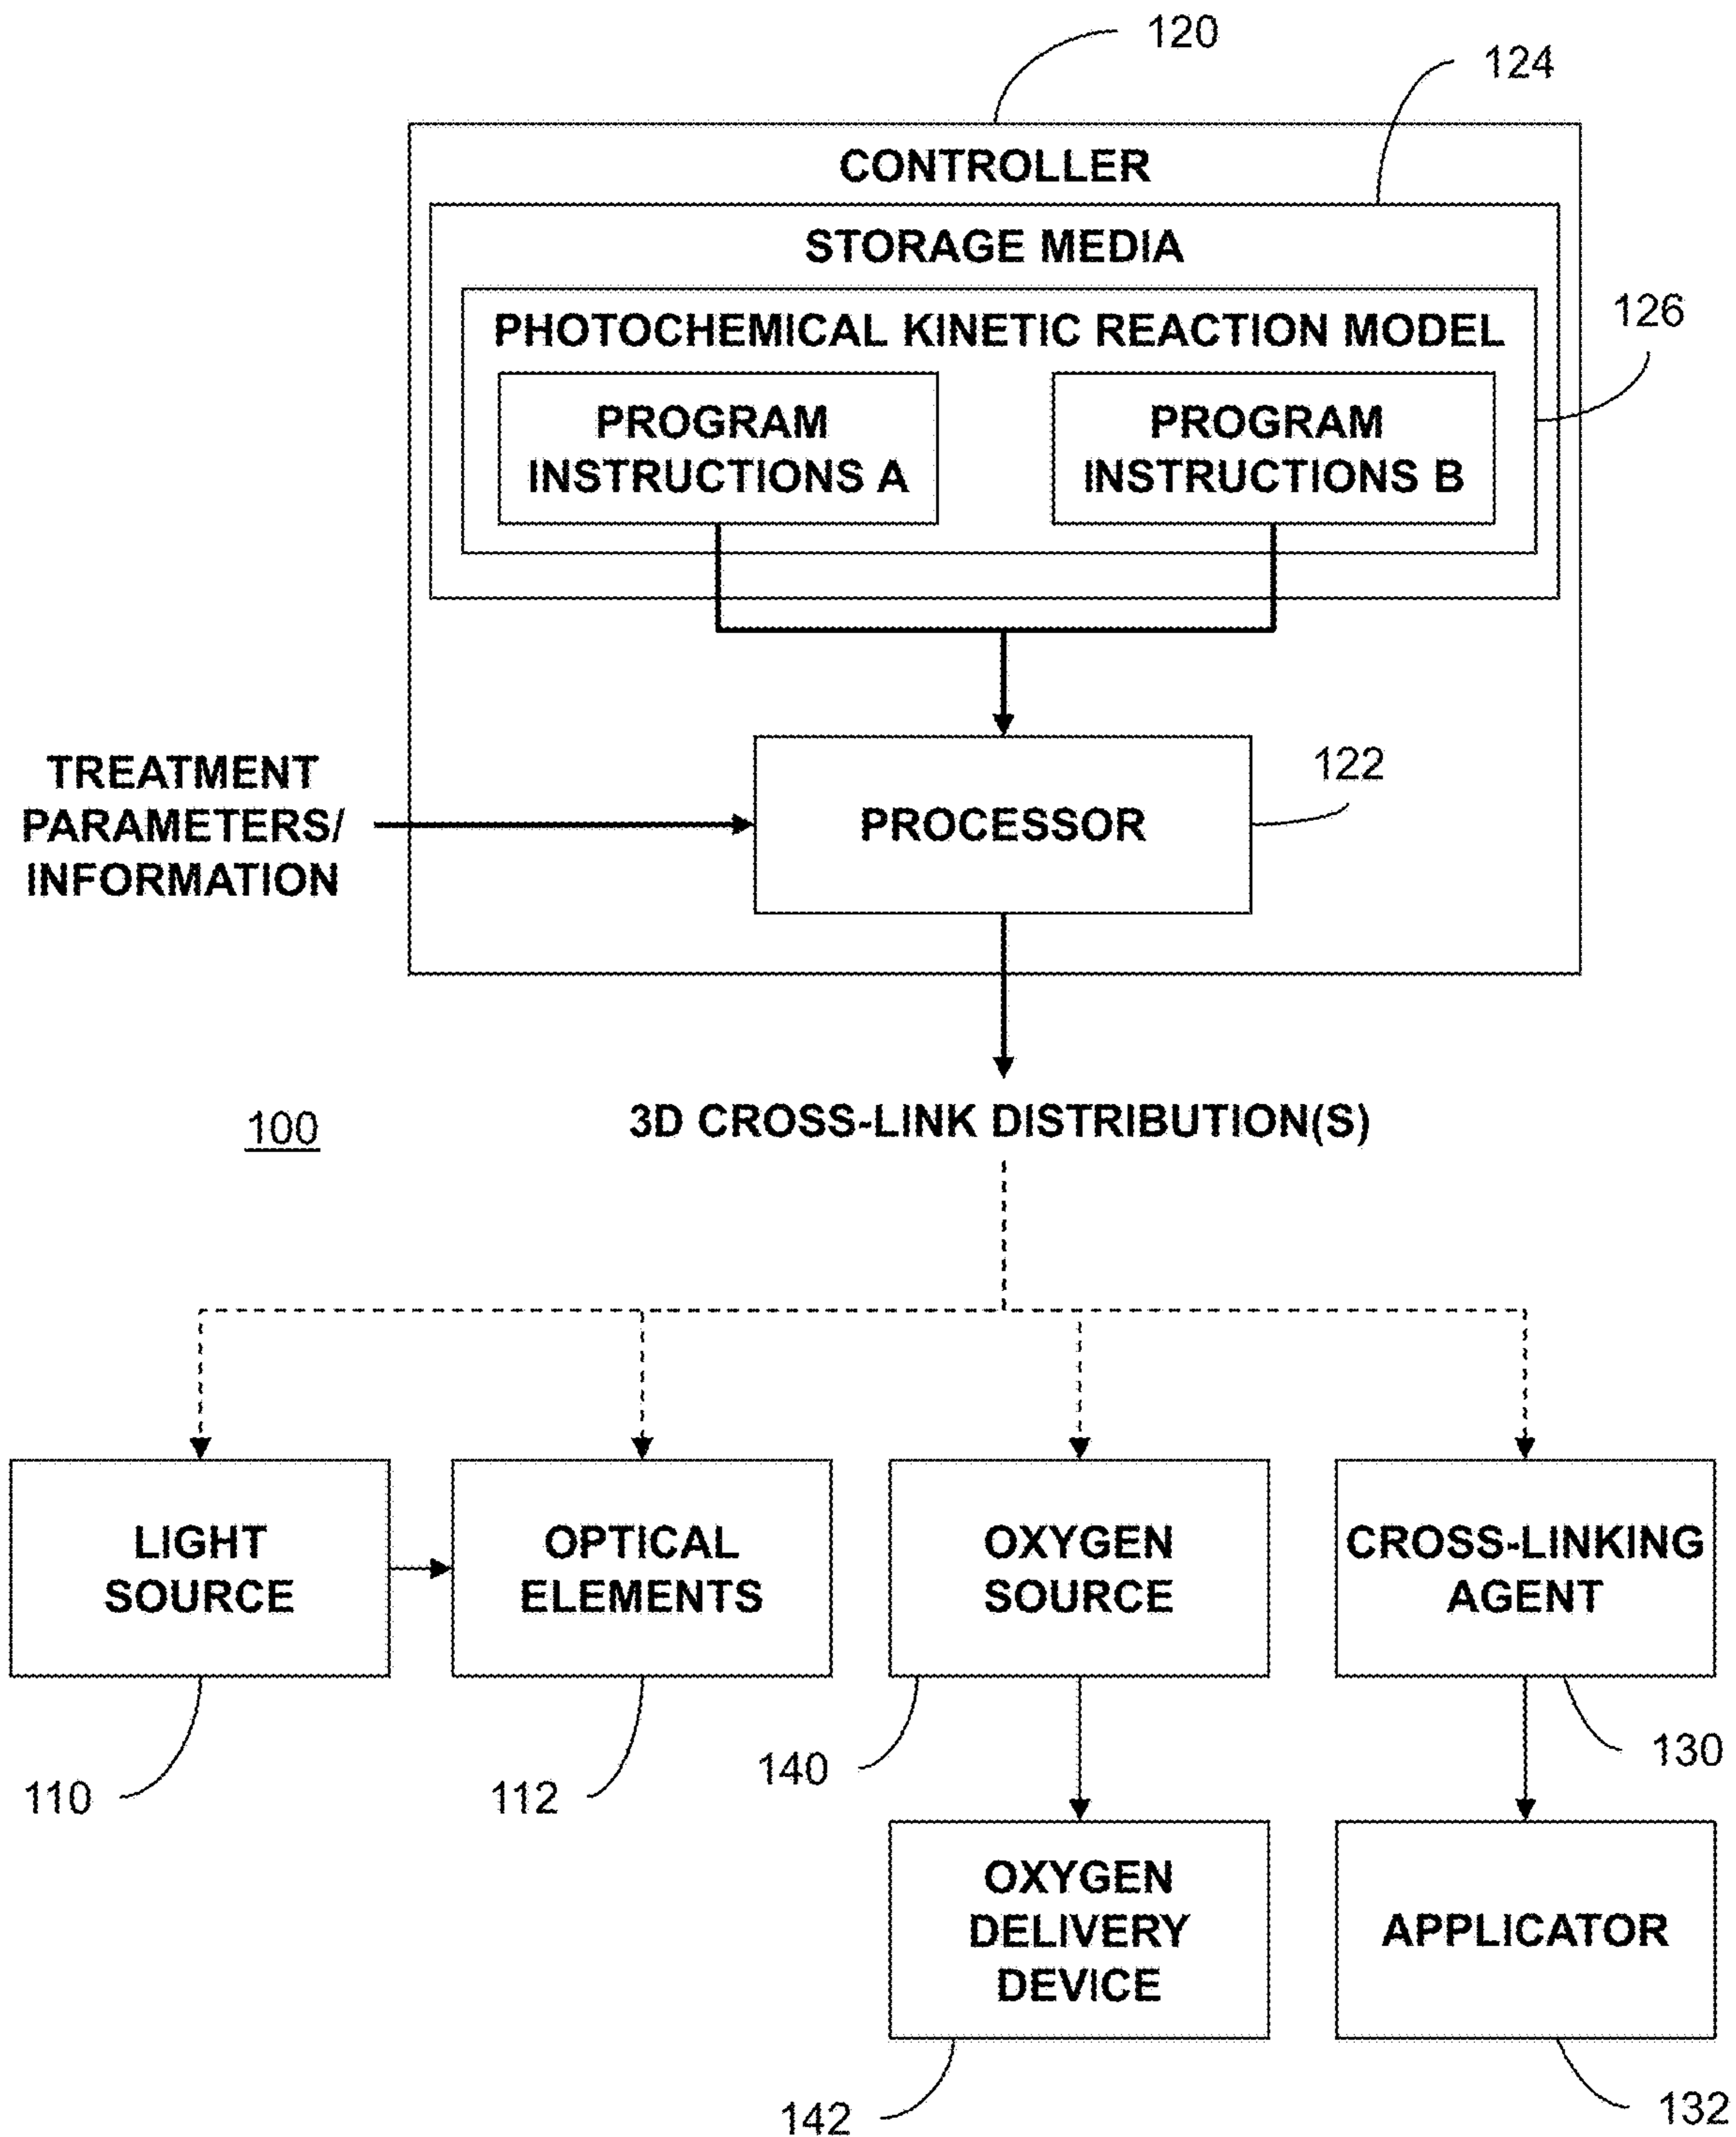 120
124
CONTROLLER
STORAGE MEDIA
126
PHOTOCHEMICAL KINETIC REACTION MODEL
PROGRAM
INSTRUCTIONS A
PROGRAM
INSTRUCTIONS B
122
TREATMENT
PARAMETERS/
INFORMATION
PROCESSOR
100
3D CROSS-LINK DISTRIBUTION(S)
LIGHT
SOURCE
OPTICAL
ELEMENTS
OXYGEN
SOURCE
CROSS-LINKING
AGENT
110
112
140
130
OXYGEN
DELIVERY
DEVICE
APPLICATOR
142
132